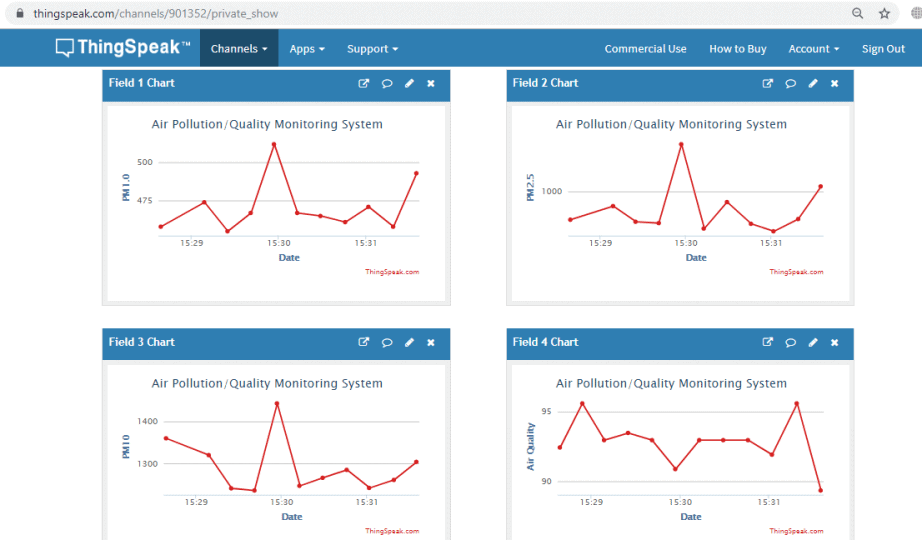 thingspeak.com/channels/901352/private_show
ThingSpeak™ Channels Apps Support Commercial Use How to Buy Account Sign Out
Field 1 Chart
Air Pollution/Quality Monitoring System
PM1.0
500
475
15:29 15:30 15:31
Date
ThingSpeak.com
Field 2 Chart
Air Pollution/Quality Monitoring System
PM2.5
1000
15:29 15:30 15:31
Date
ThingSpeak.com
Field 3 Chart
Air Pollution/Quality Monitoring System
PM10
1400
1300
15:29 15:30 15:31
Date
ThingSpeak.com
Field 4 Chart
Air Pollution/Quality Monitoring System
Air Quality
95
90
15:29 15:30 15:31
Date
ThingSpeak.com